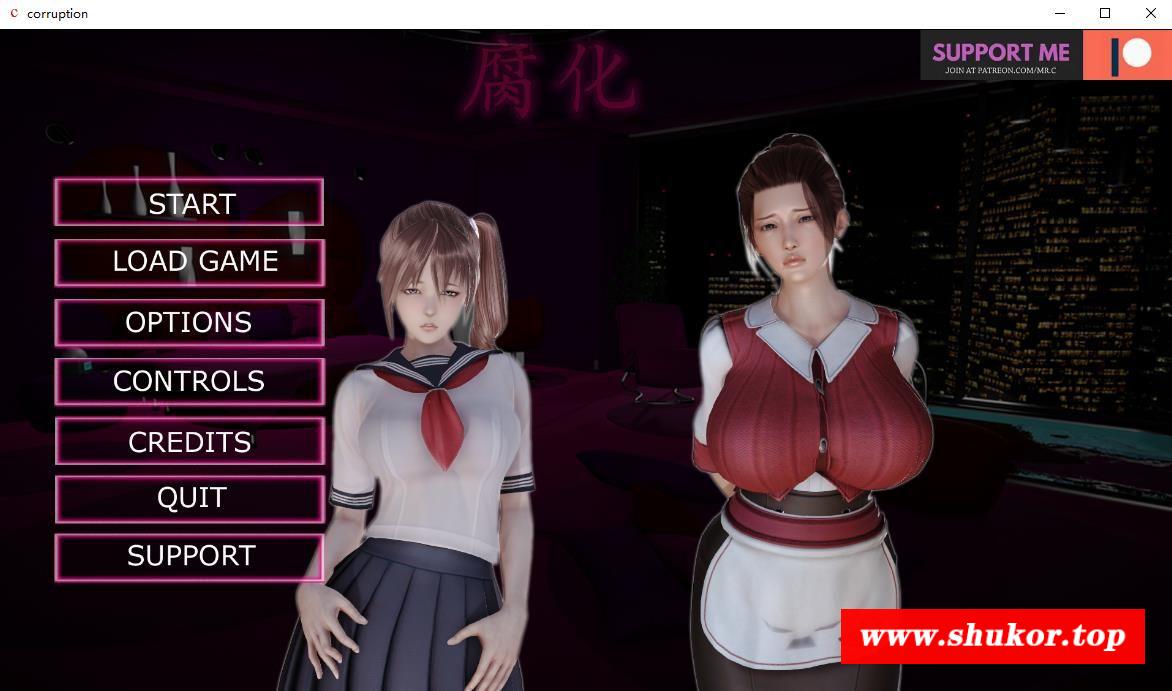 corruption
SUPPORT ME
JOIN AT PATREON.COM/MR.C
腐化
START
LOAD GAME
OPTIONS
CONTROLS
CREDITS
QUIT
SUPPORT
www.shukor.top